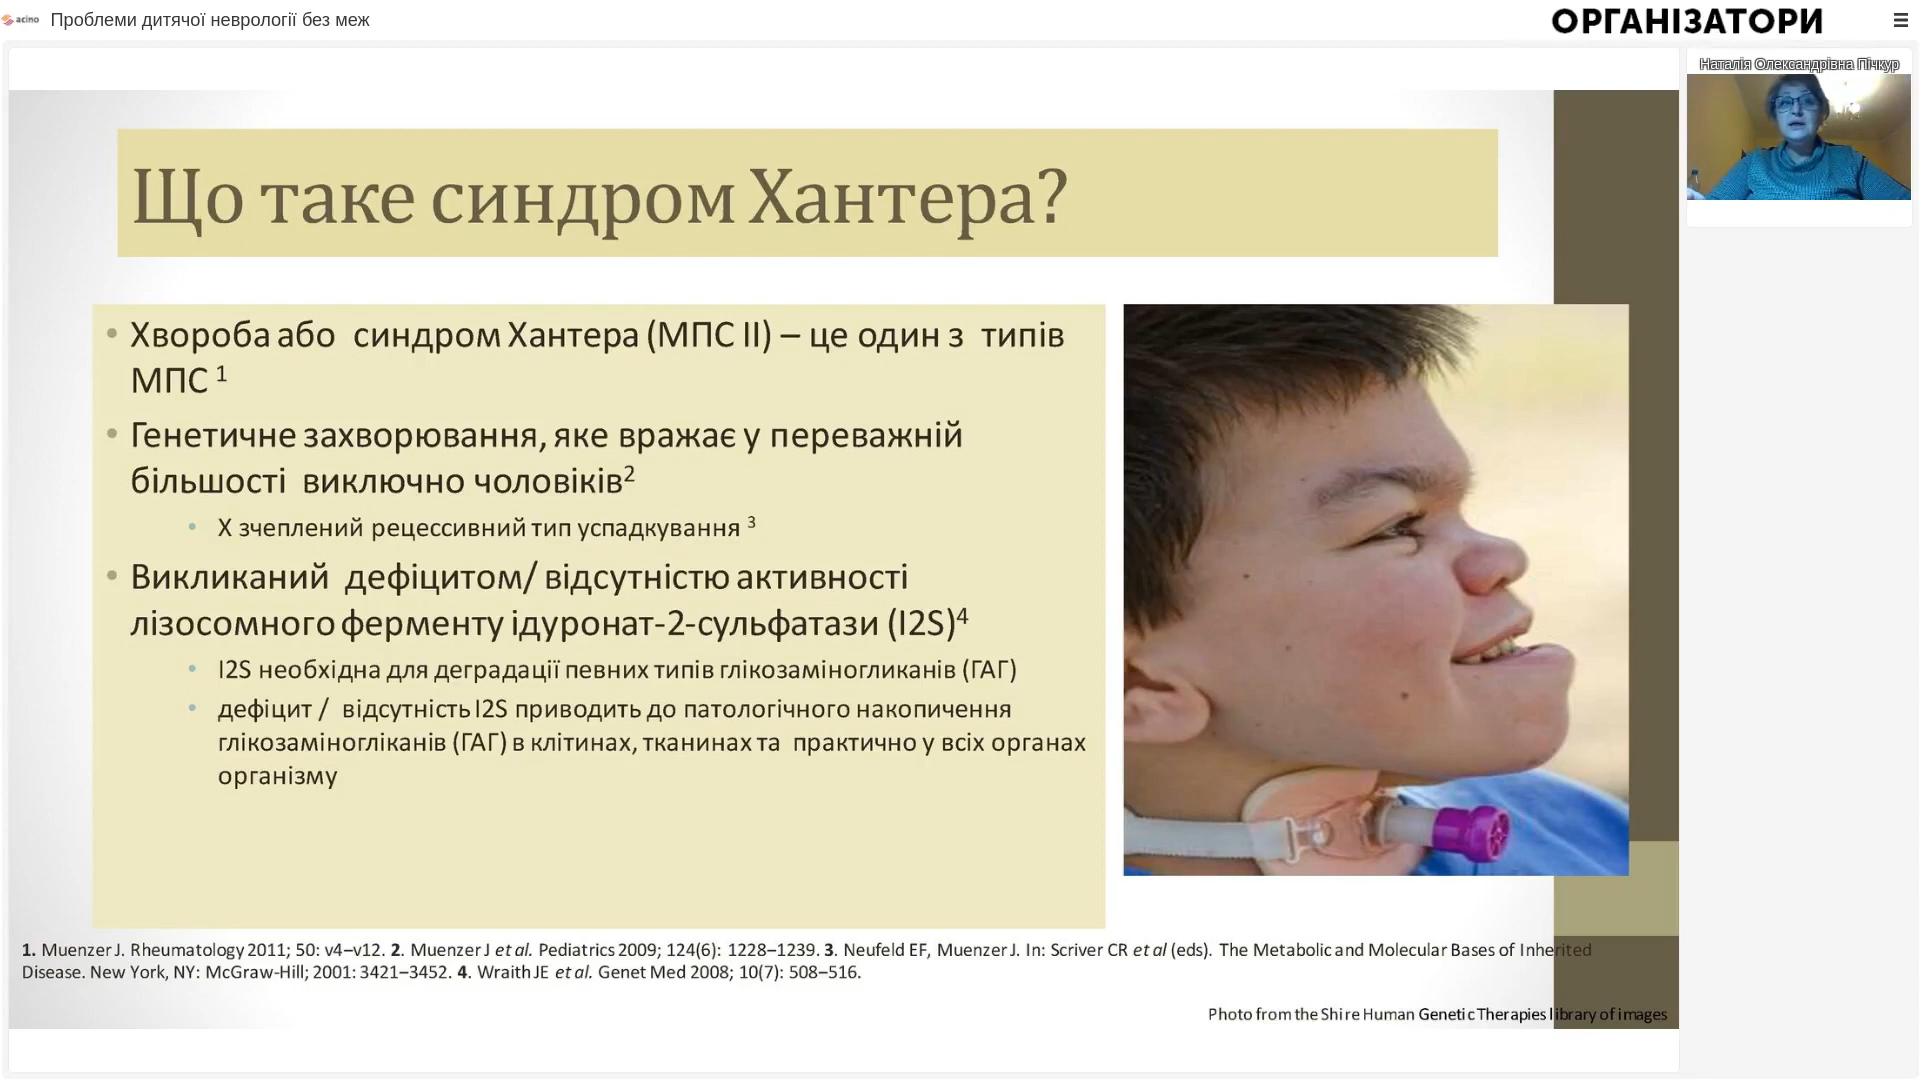 acino
Проблеми дитячої неврології без меж
ОРГАНІЗАТОРИ
Наталія Олександрівна Пічкур
Що таке синдром Хантера?
• Хвороба або синдром Хантера (МПС II) – це один з типів
МПС 1
• Генетичне захворювання, яке вражає у переважній
більшості виключно чоловіків2
• Х зчеплений рецессивний тип успадкування 3
• Викликаний дефіцитом/ відсутністю активності
лізосомного ферменту ідуронат-2-сульфатази (I2S)4
• I2S необхідна для деградації певних типів глікозаміногликанів (ГАГ)
• дефіцит / відсутність I2S приводить до патологічного накопичення
глікозаміногліканів (ГАГ) в клітинах, тканинах та практично у всіх органах
організму
1. Muenzer J. Rheumatology 2011; 50: v4–v12. 2. Muenzer J et al. Pediatrics 2009; 124(6): 1228–1239. 3. Neufeld EF, Muenzer J. In: Scriver CR et al (eds). The Metabolic and Molecular Bases of Inherited
Disease. New York, NY: McGraw-Hill; 2001: 3421–3452. 4. Wraith JE et al. Genet Med 2008; 10(7): 508–516.
Photo from the Shire Human Genetic Therapies library of images